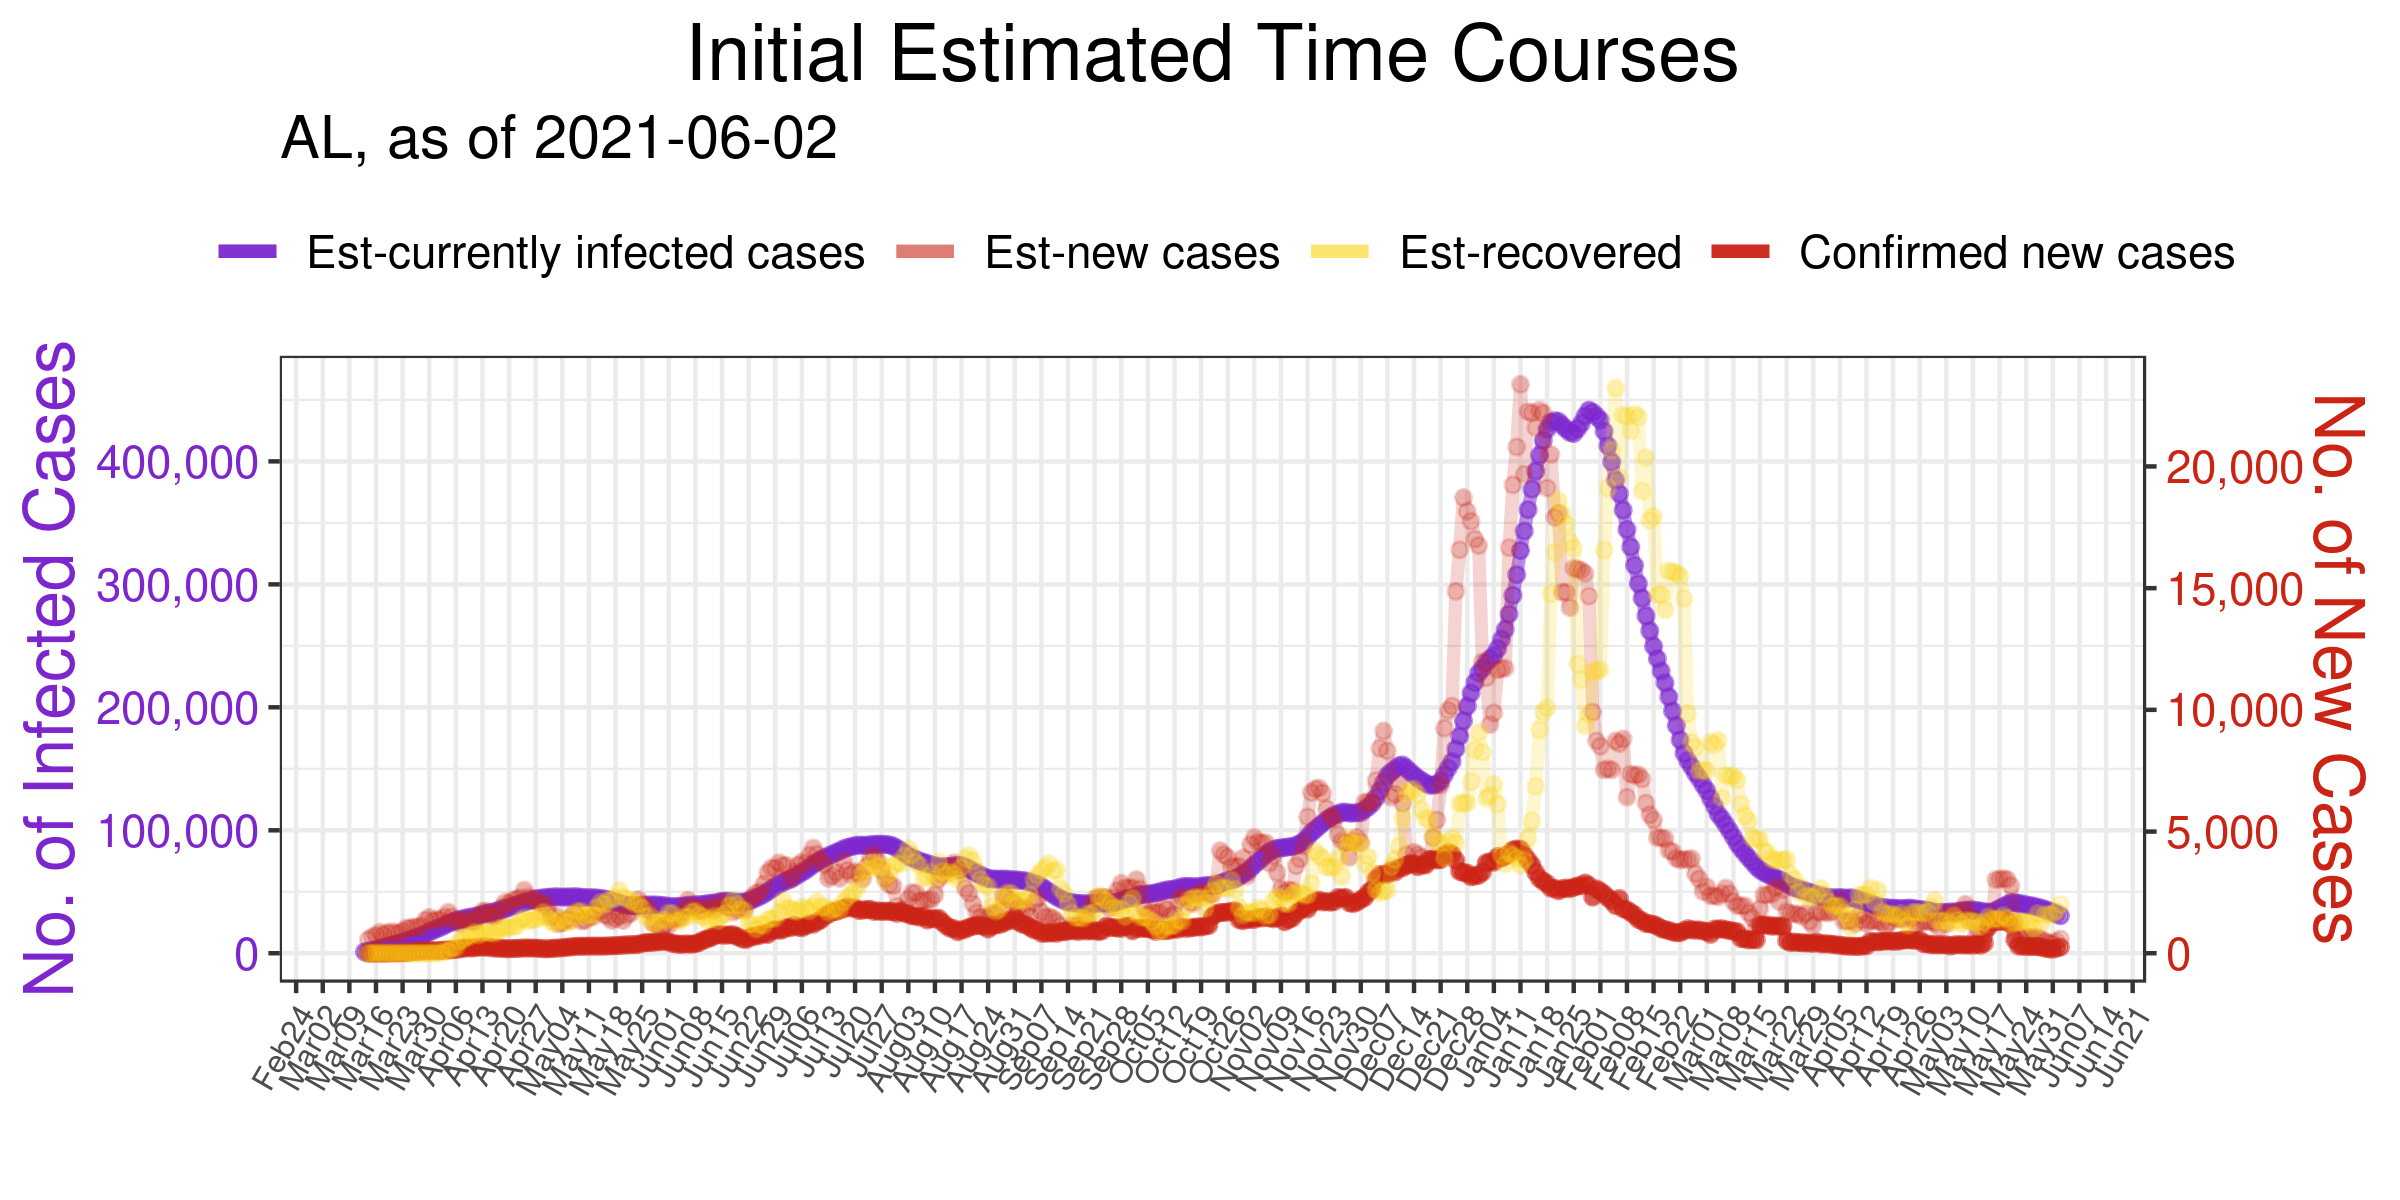 Initial Estimated Time Courses
AL, as of 2021-06-02
Est-currently infected cases Est-new cases Est-recovered Confirmed new cases
No. of Infected Cases
400,000
300,000
200,000
100,000
0
20,000
15,000
10,000
5,000
0
No. of New Cases
Feb24 Mar02 Mar09 Mar16 Mar23 Mar30 Apr06 Apr13 Apr20 Apr27 May04 May11 May18 May25 Jun01 Jun08 Jun15 Jun22 Jun29 Jul06 Jul13 Jul20 Jul27 Aug03 Aug10 Aug17 Aug24 Aug31 Sep07 Sep14 Sep21 Sep28 Oct05 Oct12 Oct19 Oct26 Nov02 Nov09 Nov16 Nov23 Nov30 Dec07 Dec14 Dec21 Dec28 Jan04 Jan11 Jan18 Jan25 Feb01 Feb08 Feb15 Feb22 Mar01 Mar08 Mar15 Mar22 Mar29 Apr05 Apr12 Apr19 Apr26 May03 May10 May17 May24 May31 Jun07 Jun14 Jun21